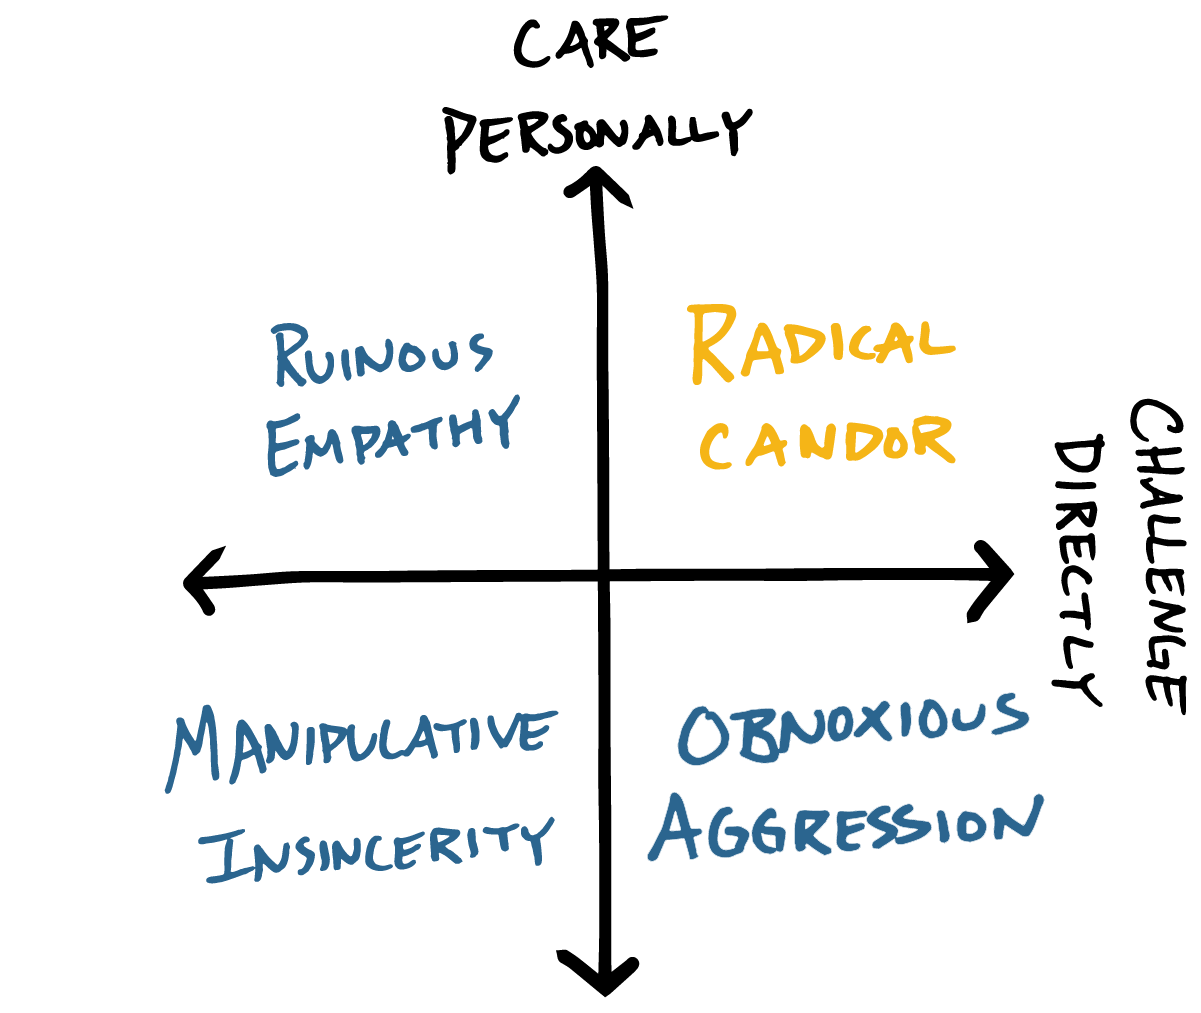 CARE
PERSONALLY
RUINOUS
EMPATHY
RADICAL
CANDOR
CHALLENGE
DIRECTLY
MANIPULATIVE
INSINCERITY
OBNOXIOUS
AGGRESSION